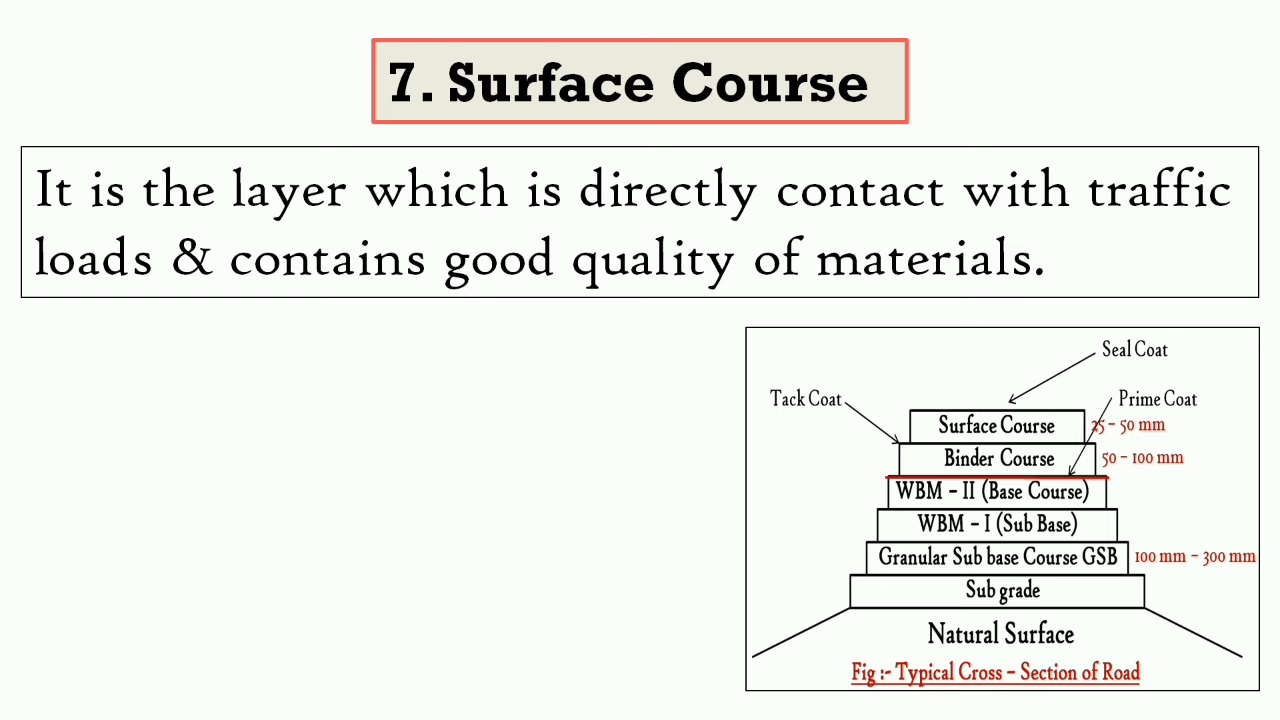 7. Surface Course
It is the layer which is directly contact with traffic
loads & contains good quality of materials.
Seal Coat
Tack Coat
Prime Coat
Surface Course
25 – 50 mm
Binder Course
50 – 100 mm
WBM – II (Base Course)
WBM – I (Sub Base)
Granular Sub base Course GSB
100 mm – 300 mm
Sub grade
Natural Surface
Fig :- Typical Cross – Section of Road